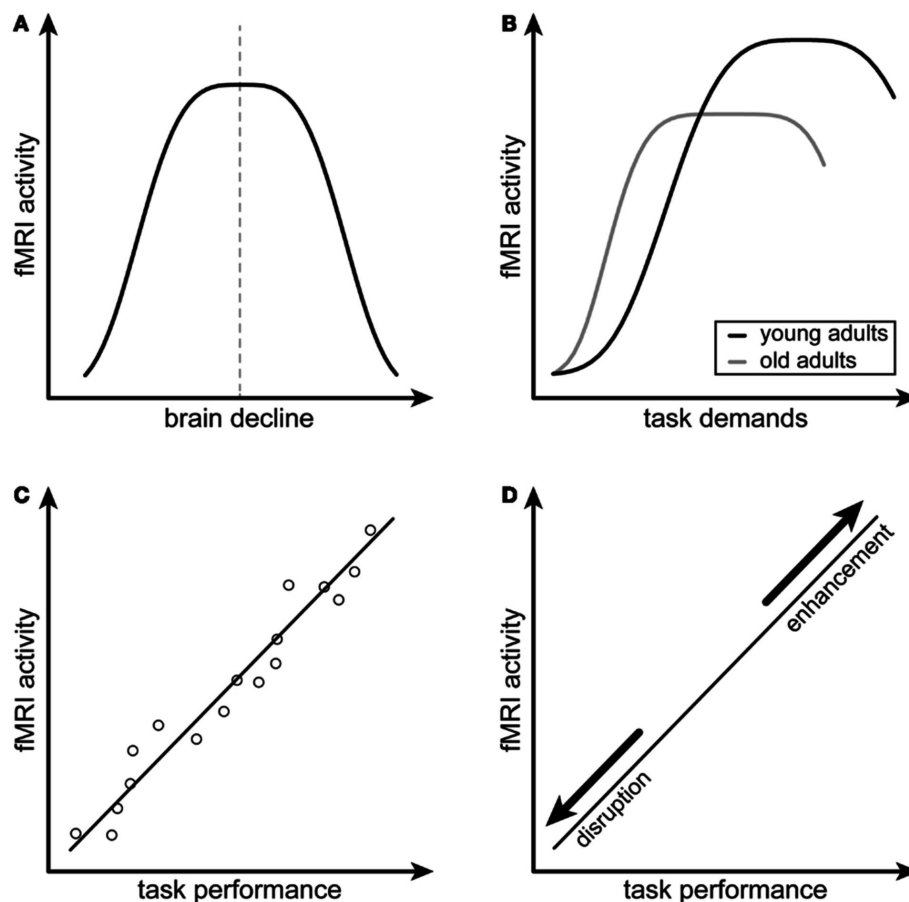 A
fMRI activity
brain decline
B
fMRI activity
young adults
old adults
task demands
C
fMRI activity
task performance
D
fMRI activity
enhancement
disruption
task performance